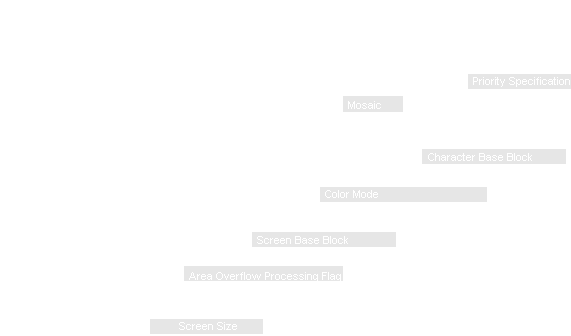 Priority Specification
Mosaic
Character Base Block
Color Mode
Screen Base Block
Area Overflow Processing Flag
Screen Size